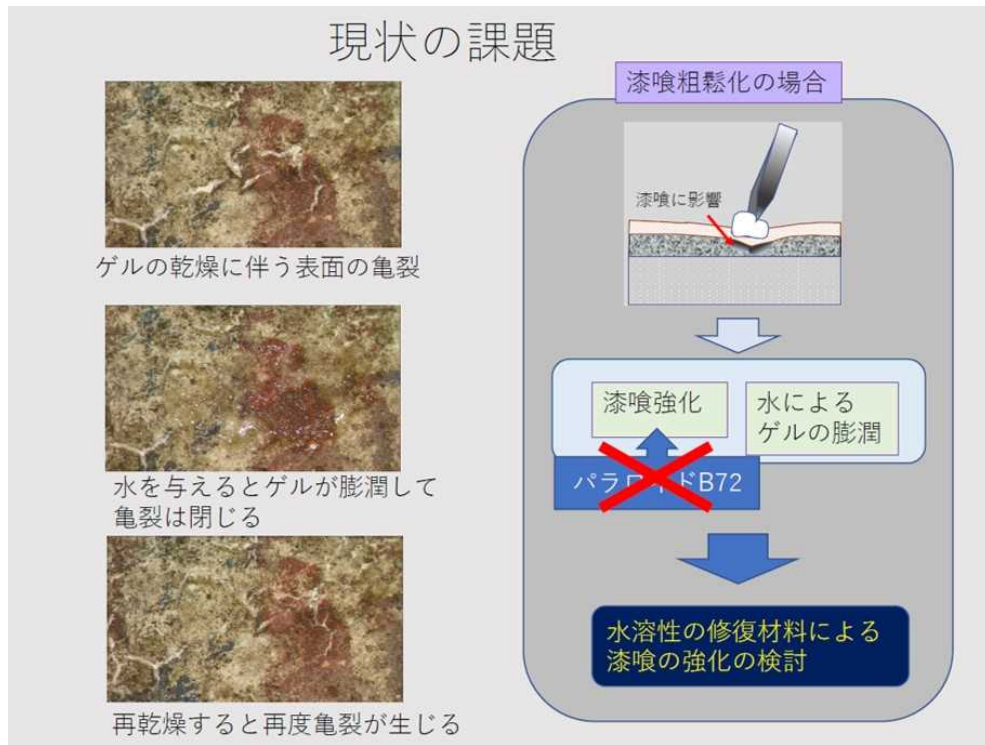 現状の課題
ゲルの乾燥に伴う表面の亀裂
水を与えるとゲルが膨潤して
亀裂は閉じる
再乾燥すると再度亀裂が生じる
漆喰粗鬆化の場合
漆喰に影響
漆喰強化
水による
ゲルの膨潤
パラロイドB72
水溶性の修復材料による
漆喰の強化の検討